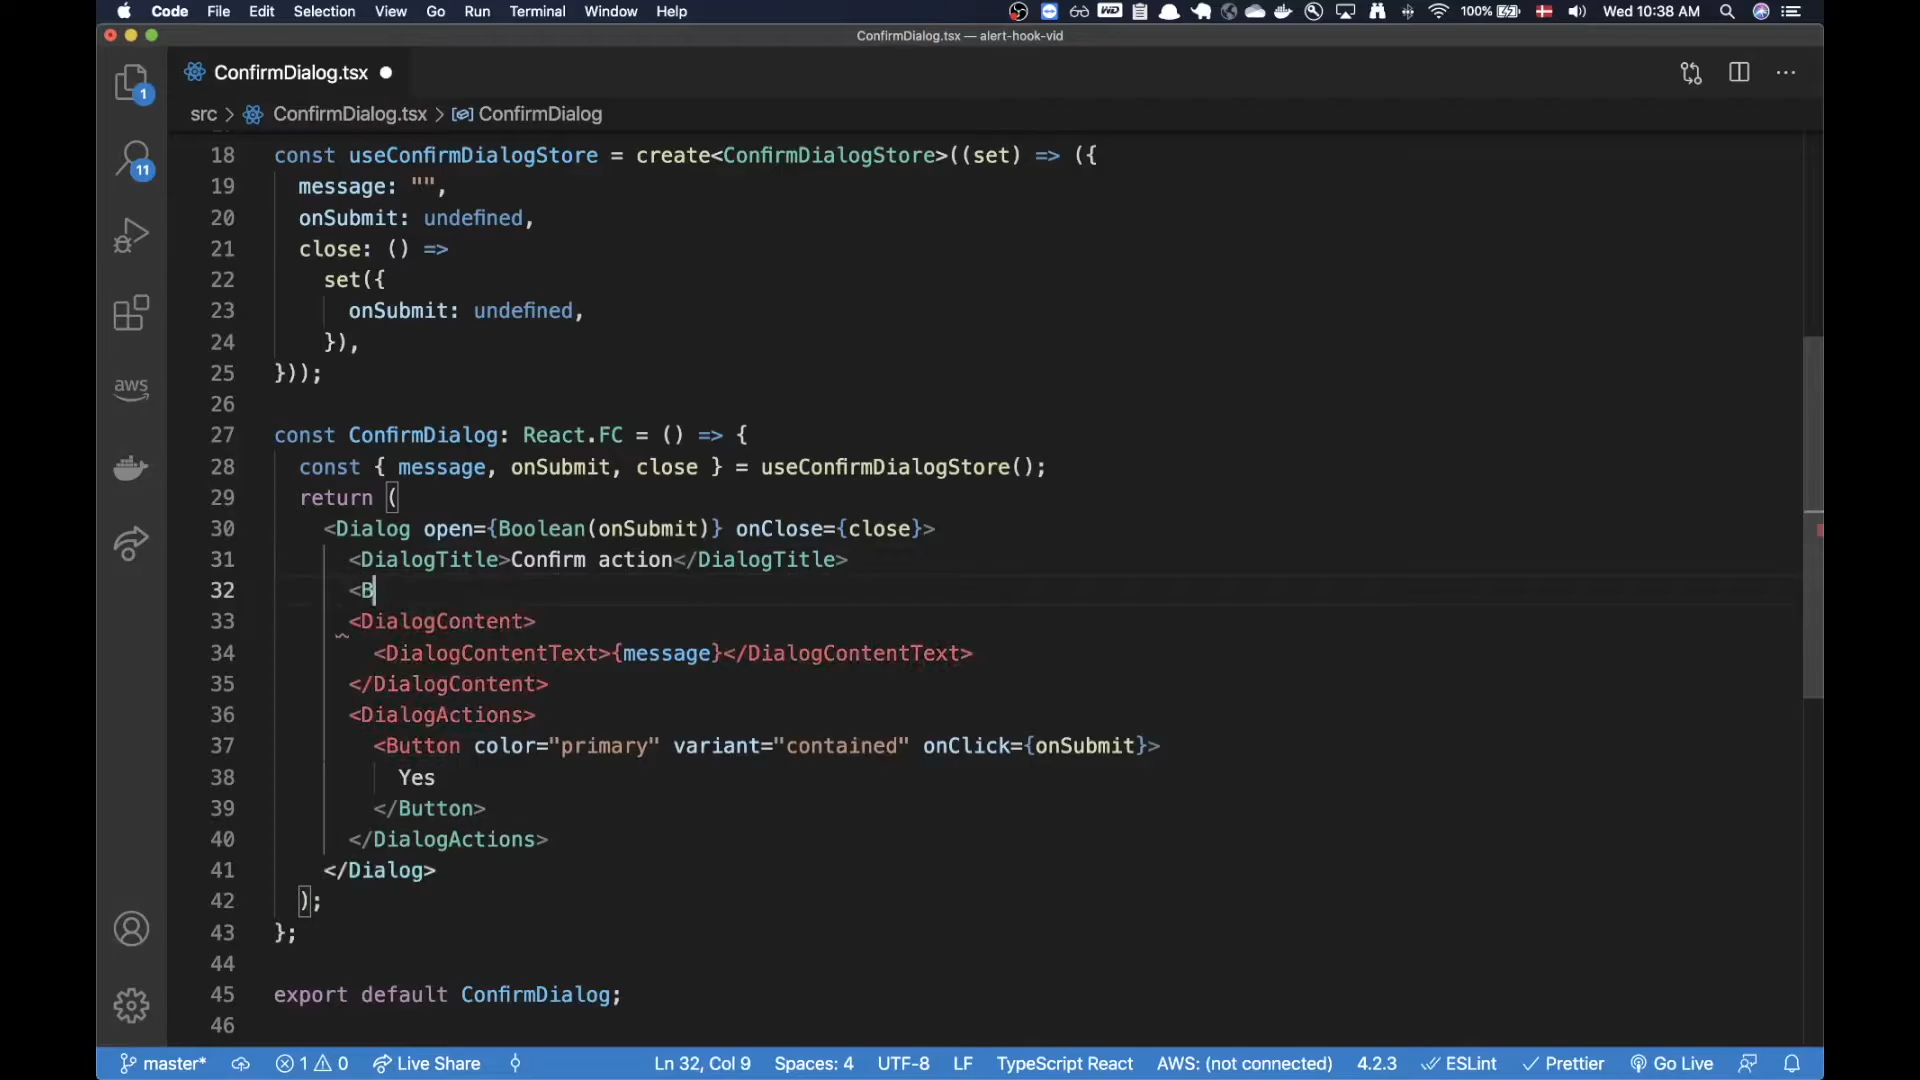 Code File Edit Selection View Go Run Terminal Window Help 100% Wed 10:38 AM
ConfirmDialog.tsx — alert-hook-vid
ConfirmDialog.tsx
1
src > ConfirmDialog.tsx > ConfirmDialog
11
aws
18 const useConfirmDialogStore = create<ConfirmDialogStore>((set) => ({
19 message: "",
20 onSubmit: undefined,
21 close: () =>
22 set({
23 onSubmit: undefined,
24 }),
25 }));
26
27 const ConfirmDialog: React.FC = () => {
28 const { message, onSubmit, close } = useConfirmDialogStore();
29 return (
30 <Dialog open={Boolean(onSubmit)} onClose={close}>
31 <DialogTitle>Confirm action</DialogTitle>
32 <B
33 <DialogContent>
34 <DialogContentText>{message}</DialogContentText>
35 </DialogContent>
36 <DialogActions>
37 <Button color="primary" variant="contained" onClick={onSubmit}>
38 Yes
39 </Button>
40 </DialogActions>
41 </Dialog>
42 );
43 };
44
45 export default ConfirmDialog;
46
master* 1 0 Live Share Ln 32, Col 9 Spaces: 4 UTF-8 LF TypeScript React AWS: (not connected) 4.2.3 ESLint Prettier Go Live